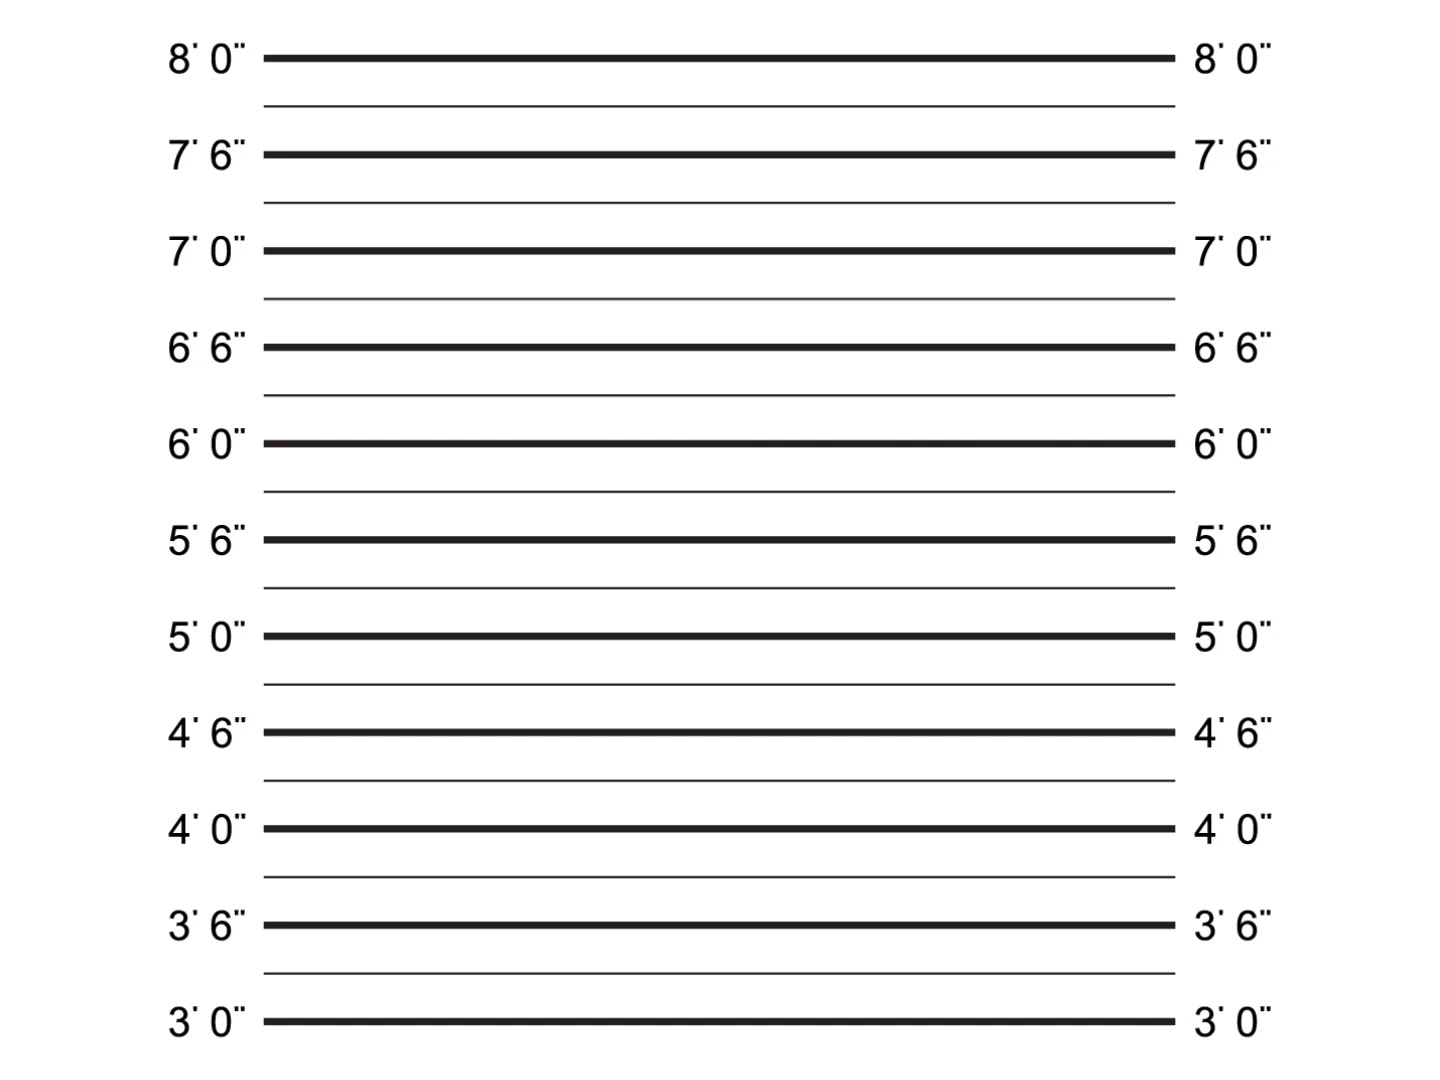 8' 0" 8' 0"
7' 6" 7' 6"
7' 0" 7' 0"
6' 6" 6' 6"
6' 0" 6' 0"
5' 6" 5' 6"
5' 0" 5' 0"
4' 6" 4' 6"
4' 0" 4' 0"
3' 6" 3' 6"
3' 0" 3' 0"